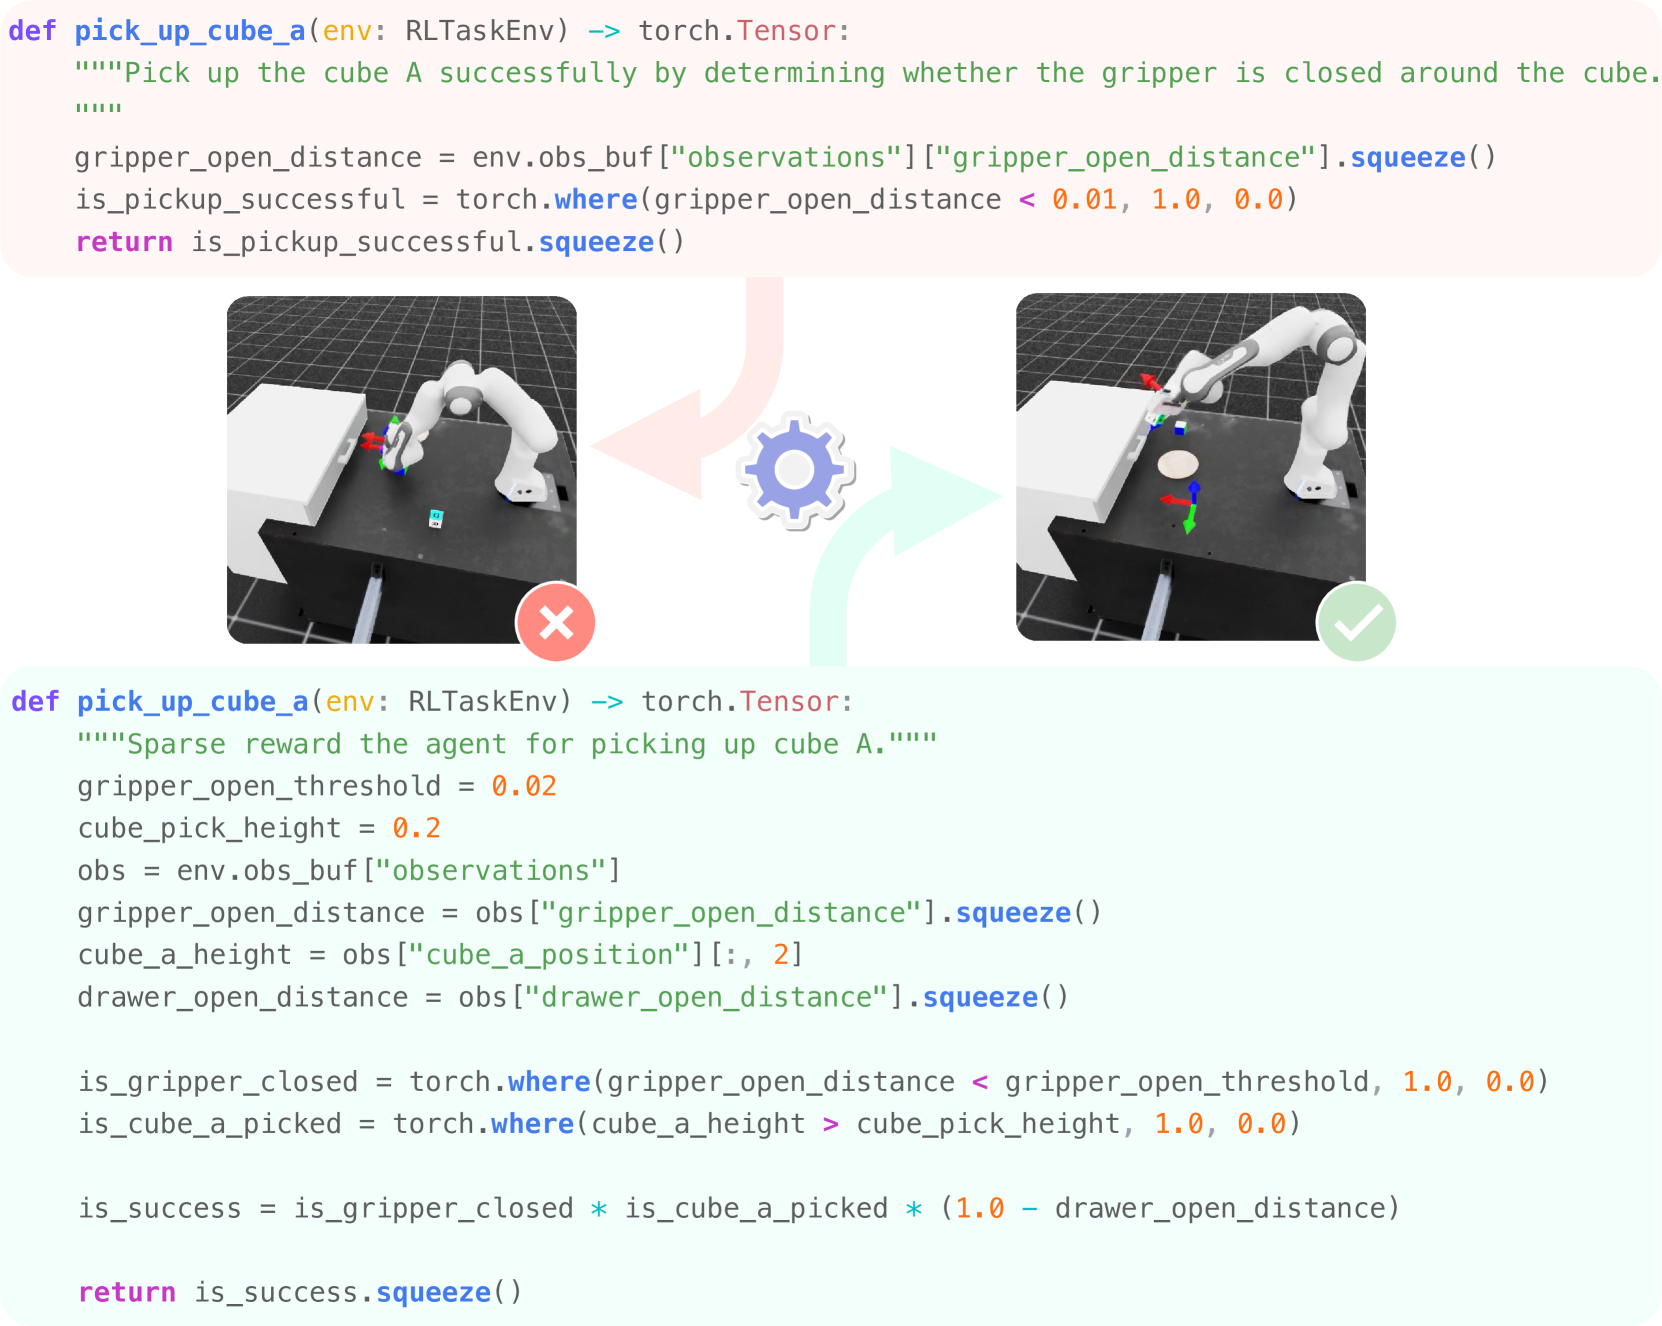 def pick_up_cube_a(env: RLTaskEnv) -> torch.Tensor:
    """Pick up the cube A successfully by determining whether the gripper is closed around the cube.
    """
    gripper_open_distance = env.obs_buf["observations"]["gripper_open_distance"].squeeze()
    is_pickup_successful = torch.where(gripper_open_distance < 0.01, 1.0, 0.0)
    return is_pickup_successful.squeeze()
def pick_up_cube_a(env: RLTaskEnv) -> torch.Tensor:
    """Sparse reward the agent for picking up cube A."""
    gripper_open_threshold = 0.02
    cube_pick_height = 0.2
    obs = env.obs_buf["observations"]
    gripper_open_distance = obs["gripper_open_distance"].squeeze()
    cube_a_height = obs["cube_a_position"][:, 2]
    drawer_open_distance = obs["drawer_open_distance"].squeeze()
    is_gripper_closed = torch.where(gripper_open_distance < gripper_open_threshold, 1.0, 0.0)
    is_cube_a_picked = torch.where(cube_a_height > cube_pick_height, 1.0, 0.0)
    is_success = is_gripper_closed * is_cube_a_picked * (1.0 - drawer_open_distance)
    return is_success.squeeze()